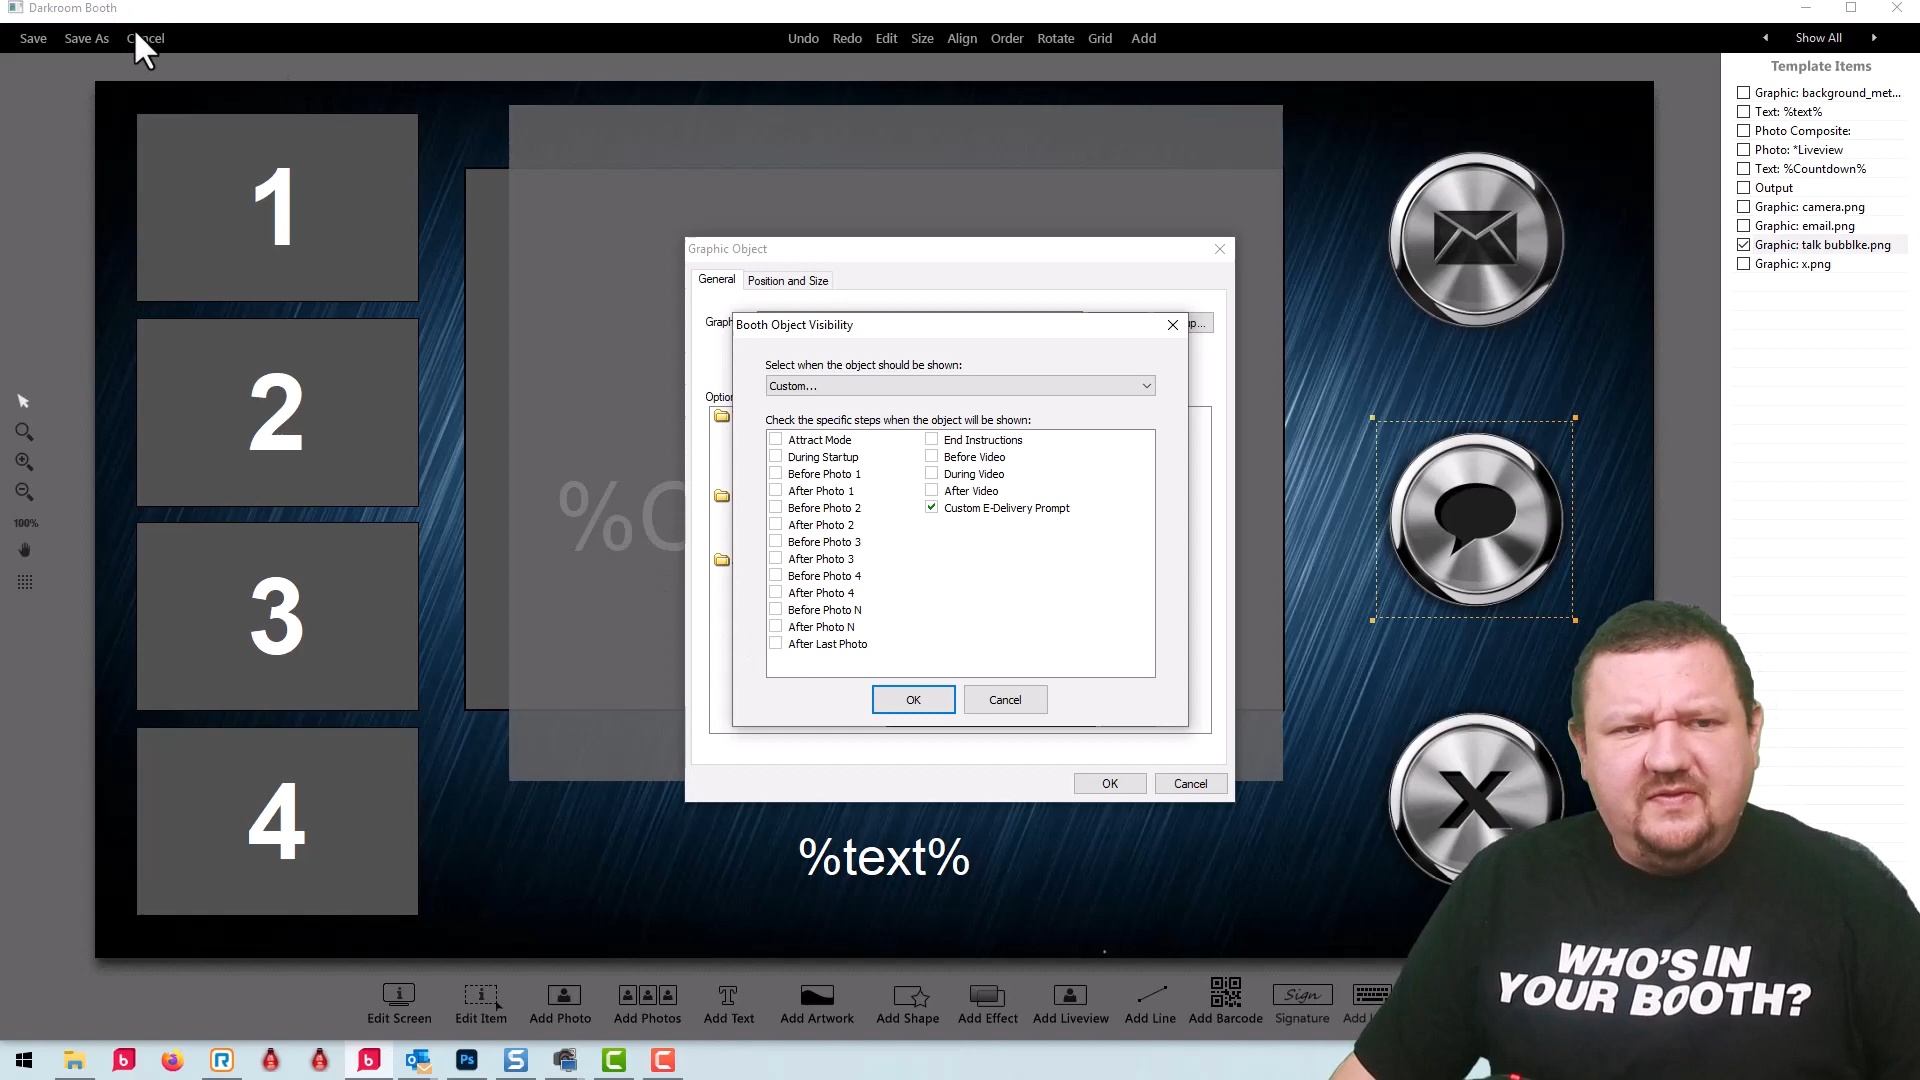 Darkroom Booth
Save Save As Cancel Undo Redo Edit Size Align Order Rotate Grid Add Show All
Template Items
Graphic: background_met...
Text: %text%
Photo Composite:
Photo: *Liveview
Text: %Countdown%
Output
Graphic: camera.png
Graphic: email.png
Graphic: talk bubblke.png
Graphic: x.png
1
2
3
4
100%
Graphic Object
General Position and Size
Booth Object Visibility
Select when the object should be shown:
Custom...
Check the specific steps when the object will be shown:
Attract Mode
During Startup
Before Photo 1
After Photo 1
Before Photo 2
After Photo 2
Before Photo 3
After Photo 3
Before Photo 4
After Photo 4
Before Photo N
After Photo N
After Last Photo
End Instructions
Before Video
During Video
After Video
Custom E-Delivery Prompt
OK Cancel
OK Cancel
X
%text%
WHO'S IN
YOUR BOOTH?
Edit Screen Edit Item Add Photo Add Photos Add Text Add Artwork Add Shape Add Effect Add Liveview Add Line Add Barcode Sign Signature
b R b Ps S C C